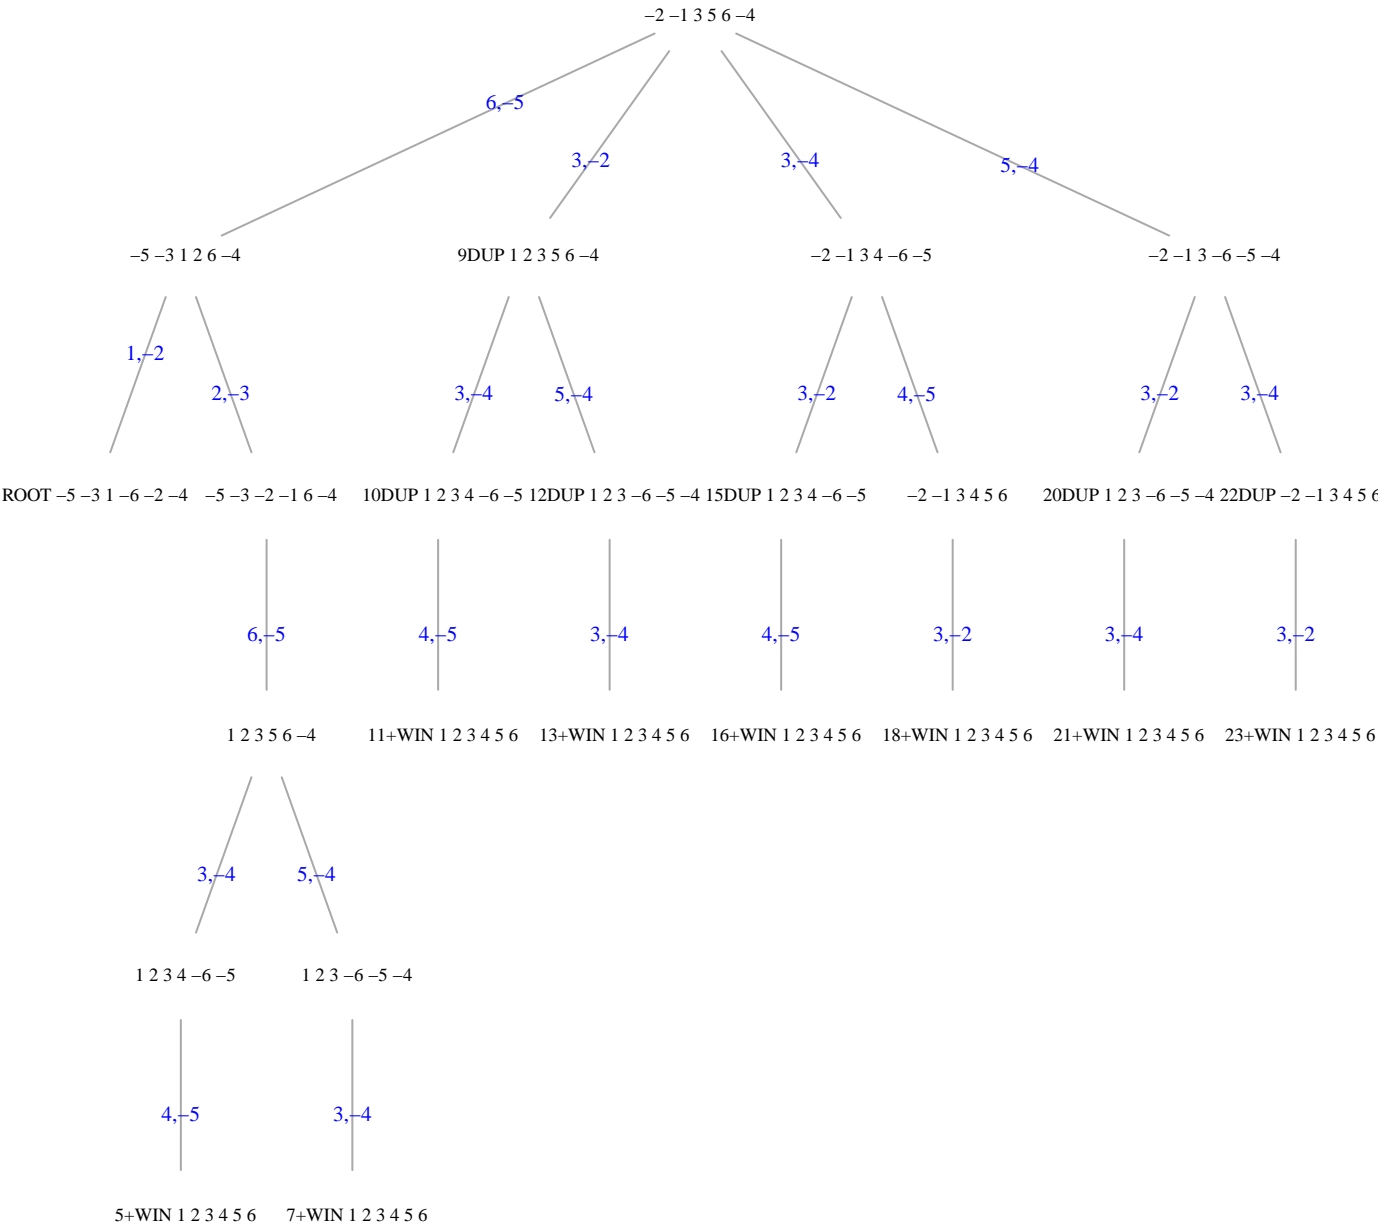 –2 –1 3 5 6 –4
6,–5
3,–2
3,–4
5,–4
–5 –3 1 2 6 –4
9DUP 1 2 3 5 6 –4
–2 –1 3 4 –6 –5
–2 –1 3 –6 –5 –4
1,–2
2,–3
3,–4
5,–4
3,–2
4,–5
3,–2
3,–4
ROOT –5 –3 1 –6 –2 –4
–5 –3 –2 –1 6 –4
10DUP 1 2 3 4 –6 –5
12DUP 1 2 3 –6 –5 –4
15DUP 1 2 3 4 –6 –5
–2 –1 3 4 5 6
20DUP 1 2 3 –6 –5 –4
22DUP –2 –1 3 4 5 6
6,–5
4,–5
3,–4
4,–5
3,–2
3,–4
3,–2
1 2 3 5 6 –4
11+WIN 1 2 3 4 5 6
13+WIN 1 2 3 4 5 6
16+WIN 1 2 3 4 5 6
18+WIN 1 2 3 4 5 6
21+WIN 1 2 3 4 5 6
23+WIN 1 2 3 4 5 6
3,–4
5,–4
1 2 3 4 –6 –5
1 2 3 –6 –5 –4
4,–5
3,–4
5+WIN 1 2 3 4 5 6
7+WIN 1 2 3 4 5 6